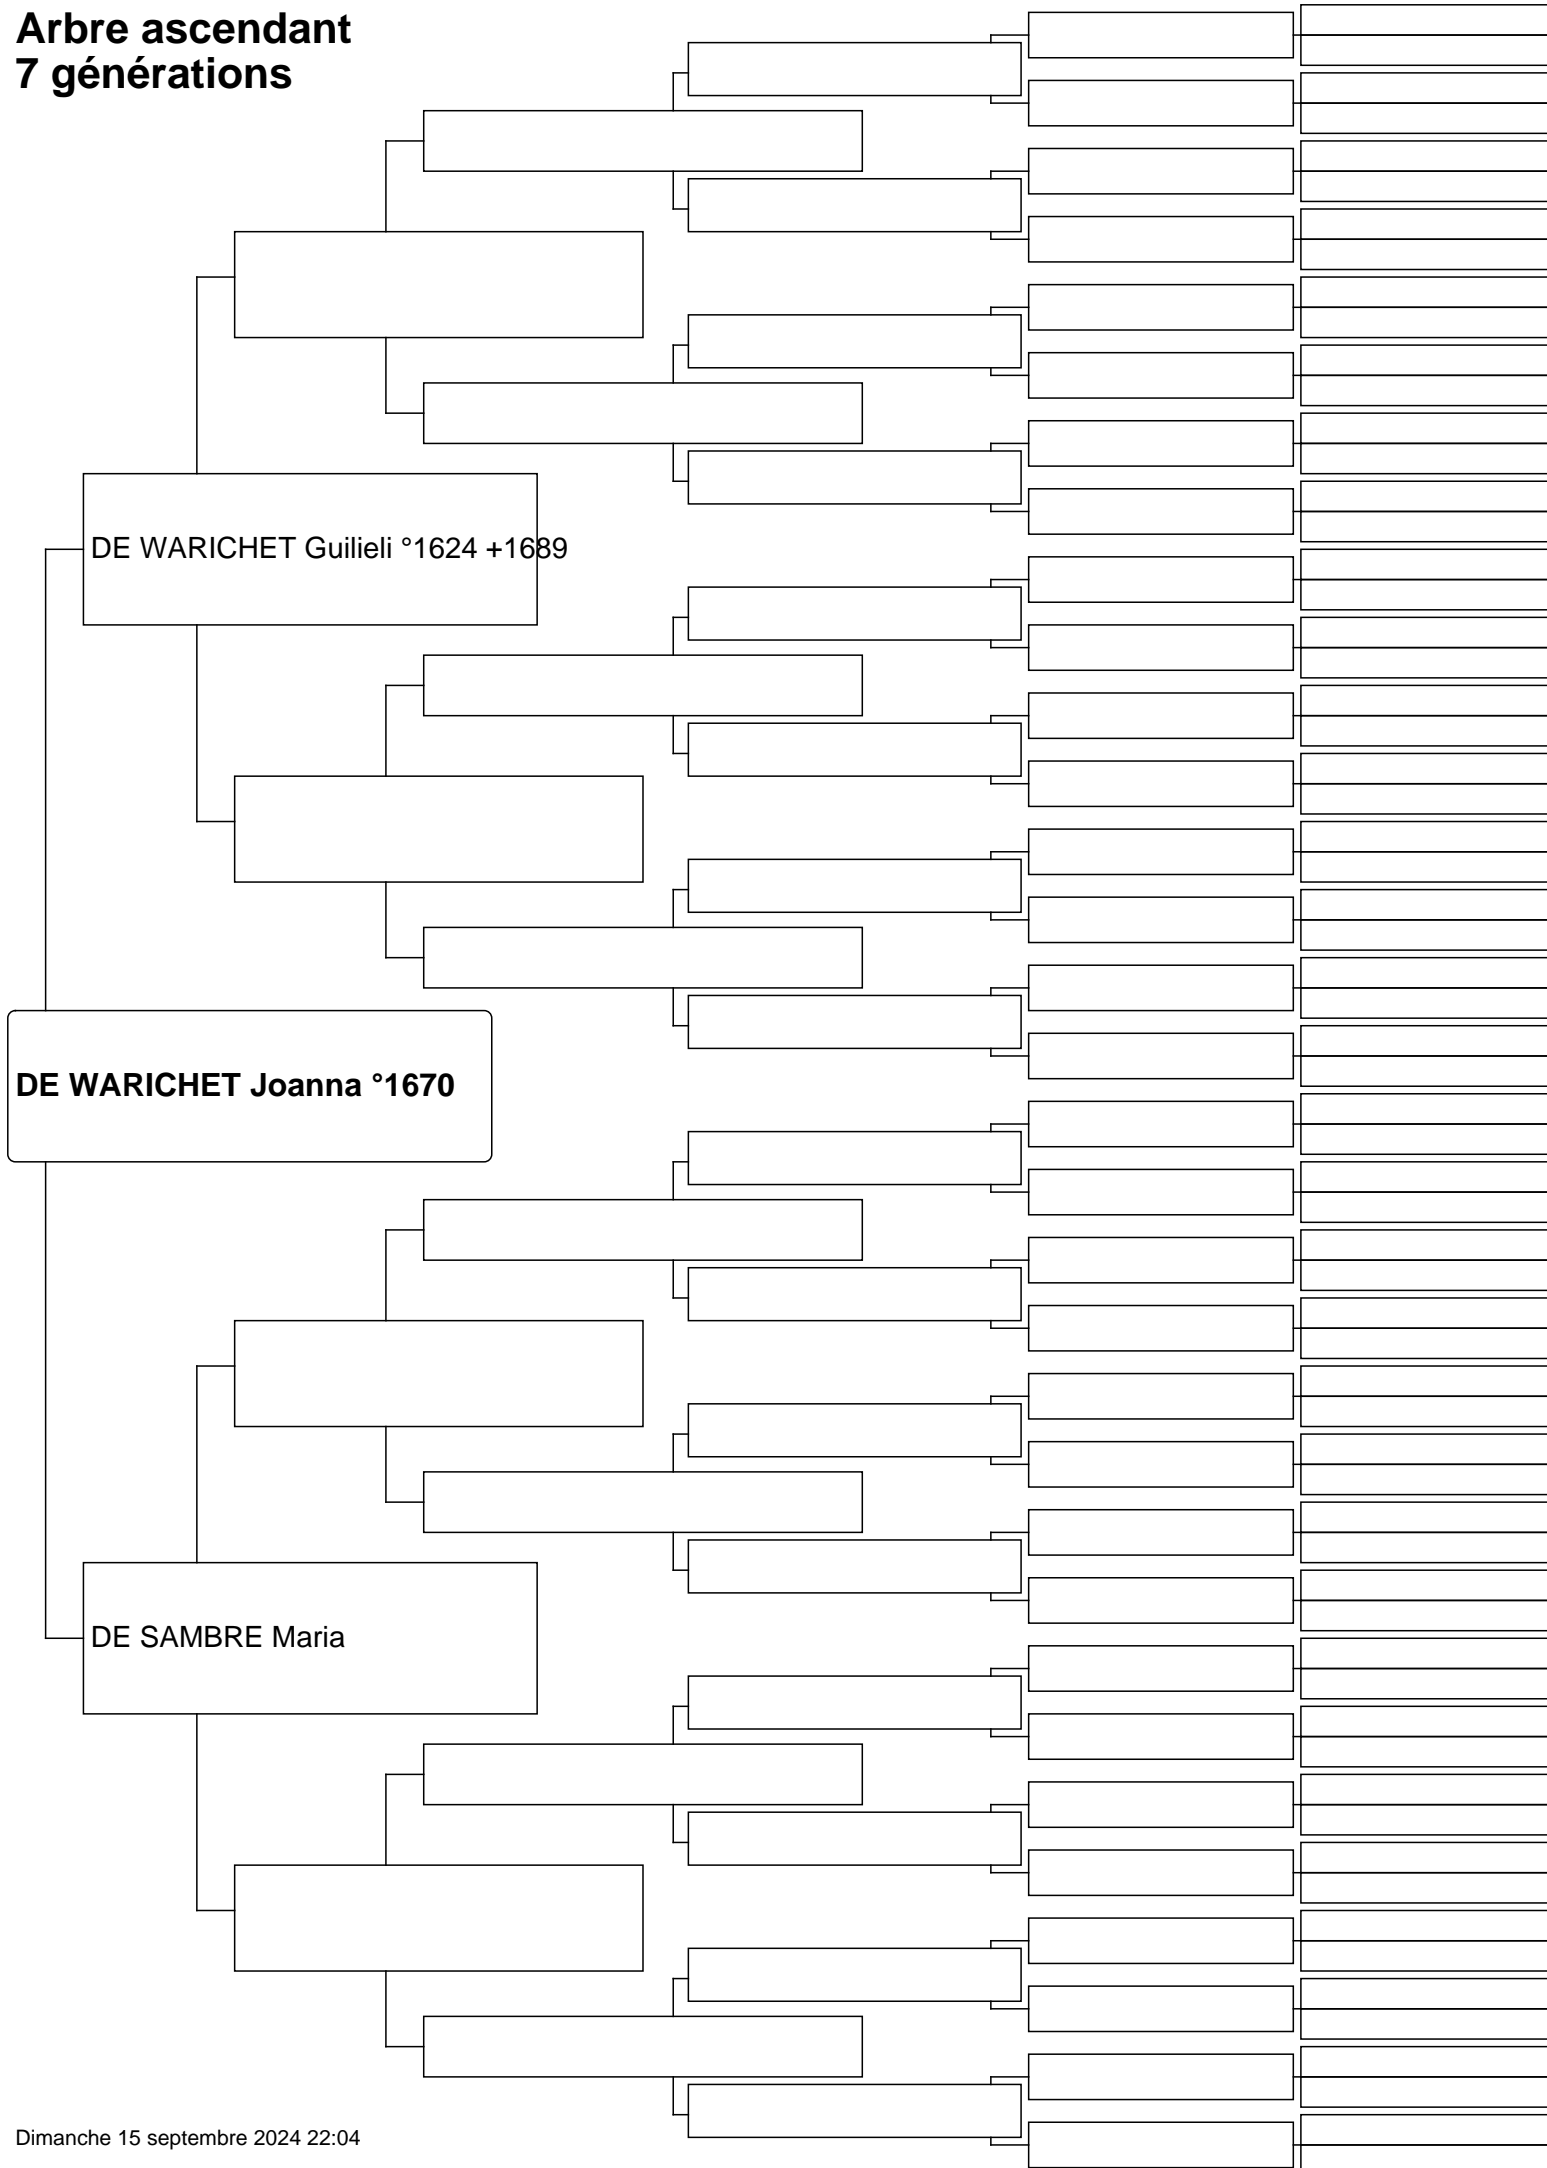 Arbre ascendant
7 générations
DE WARICHET Guilieli °1624 +1689
DE WARICHET Joanna °1670
DE SAMBRE Maria
Dimanche 15 septembre 2024 22:04